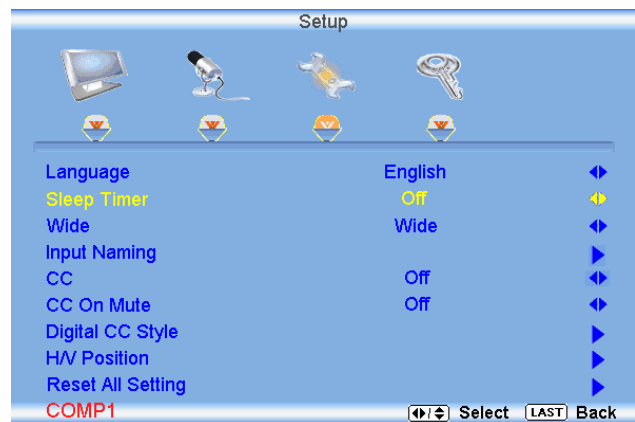 Setup
Language English
Sleep Timer Off
Wide Wide
Input Naming
CC Off
CC On Mute Off
Digital CC Style
H/V Position
Reset All Setting
COMP1 Select LAST Back